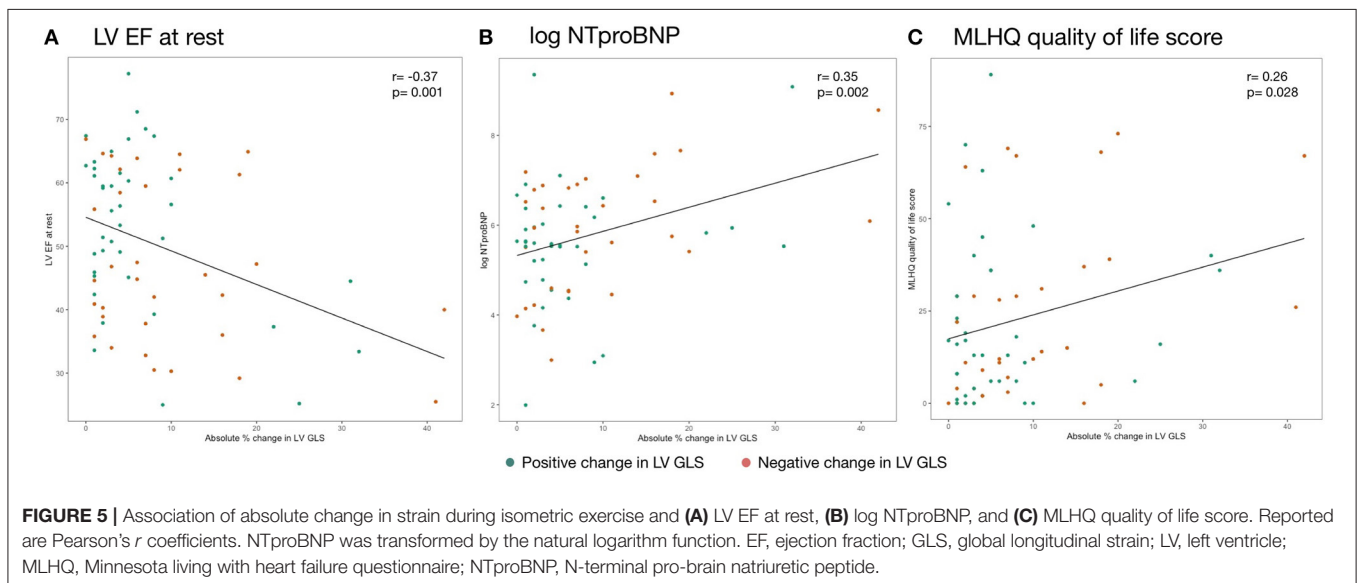 A LV EF at rest
r= -0.37
p= 0.001
70
60
50
40
30
LV EF at rest
0 10 20 30 40
Absolute % change in LV GLS
B log NTproBNP
r= 0.35
p= 0.002
8
6
4
2
log NTproBNP
0 10 20 30 40
Absolute % change in LV GLS
C MLHQ quality of life score
r= 0.26
p= 0.028
75
50
25
0
MLHQ quality of life score
0 10 20 30 40
Absolute % change in LV GLS
Positive change in LV GLS Negative change in LV GLS
FIGURE 5 | Association of absolute change in strain during isometric exercise and (A) LV EF at rest, (B) log NTproBNP, and (C) MLHQ quality of life score. Reported
are Pearson's r coefficients. NTproBNP was transformed by the natural logarithm function. EF, ejection fraction; GLS, global longitudinal strain; LV, left ventricle;
MLHQ, Minnesota living with heart failure questionnaire; NTproBNP, N-terminal pro-brain natriuretic peptide.